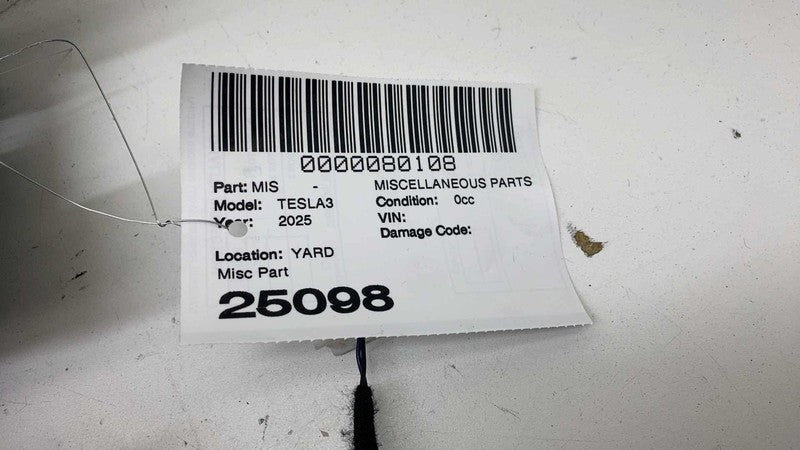 0000080108
Part: MIS - MISCELLANEOUS PARTS
Model: TESLA3 Condition: 0cc
Year: 2025 VIN:
Damage Code:
Location: YARD
Misc Part
25098